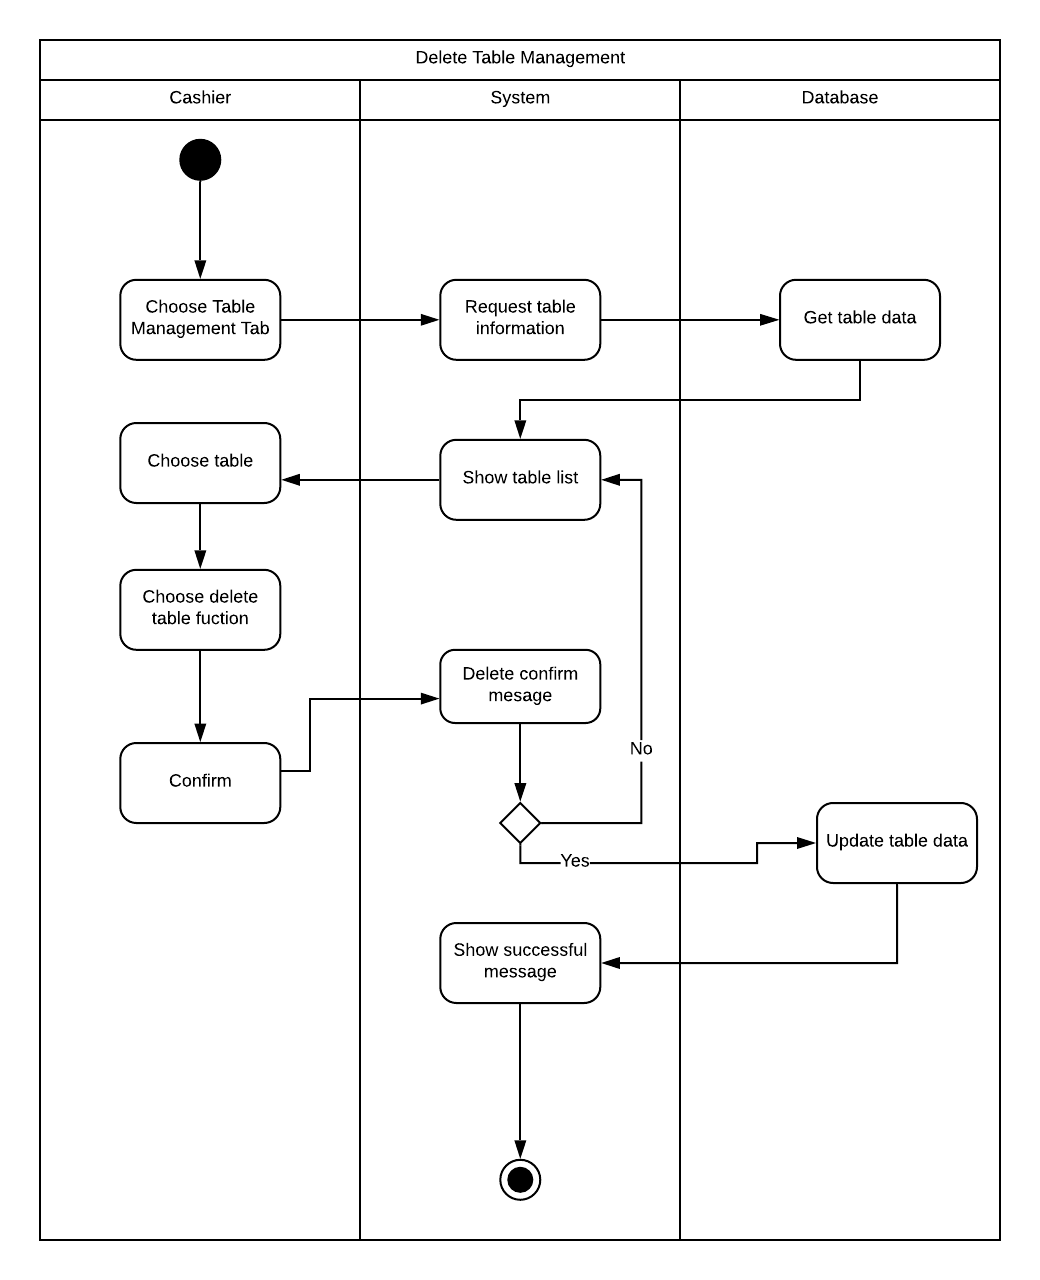 Delete Table Management
Cashier
System
Database
Choose Table
Management Tab
Request table
information
Get table data
Choose table
Show table list
Choose delete
table fuction
Delete confirm
mesage
No
Confirm
Yes
Update table data
Show successful
message